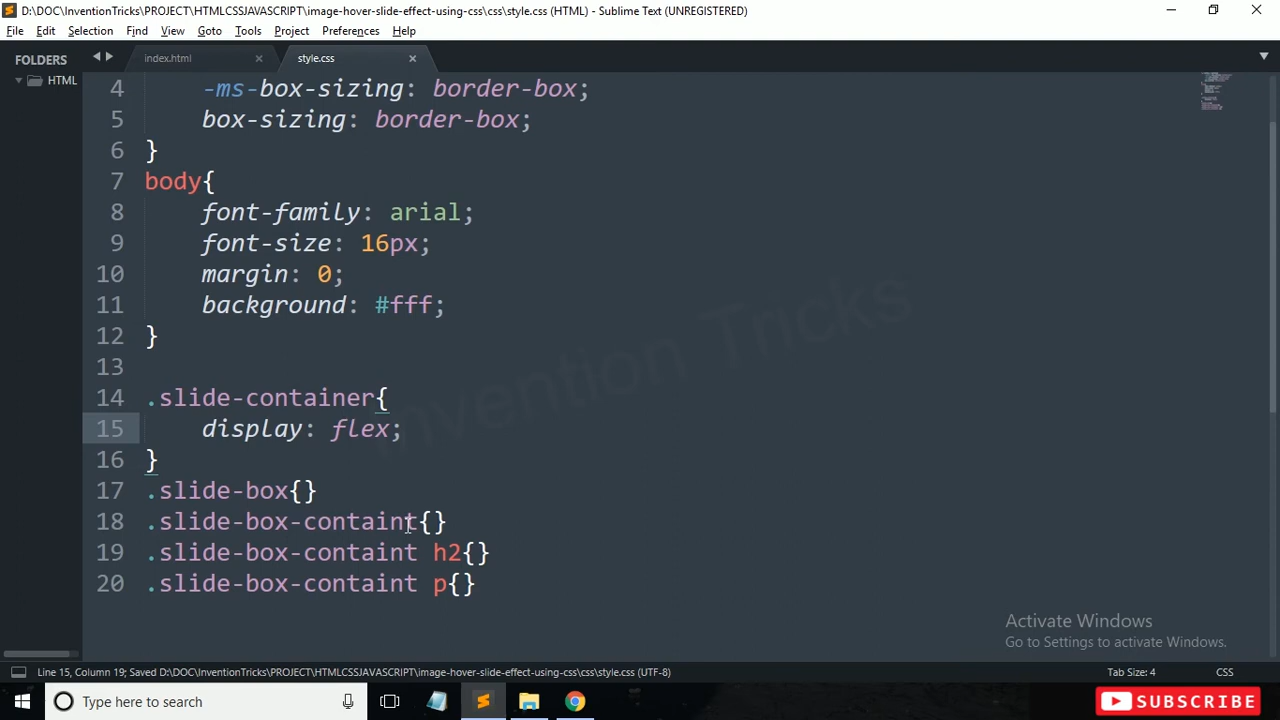 D:\DOC\InventionTricks\PROJECT\HTMLCSSJAVASCRIPT\image-hover-slide-effect-using-css\css\style.css (HTML) - Sublime Text (UNREGISTERED)
File Edit Selection Find View Goto Tools Project Preferences Help
FOLDERS index.html style.css
HTML
4 -ms-box-sizing: border-box;
5 box-sizing: border-box;
6 }
7 body{
8 font-family: arial;
9 font-size: 16px;
10 margin: 0;
11 background: #fff;
12 }
13
14 .slide-container{
15 display: flex;
16 }
17 .slide-box{}
18 .slide-box-containt{}
19 .slide-box-containt h2{}
20 .slide-box-containt p{}
Invention Tricks
Activate Windows
Go to Settings to activate Windows.
Line 15, Column 19; Saved D:\DOC\InventionTricks\PROJECT\HTMLCSSJAVASCRIPT\image-hover-slide-effect-using-css\css\style.css (UTF-8) Tab Size: 4 CSS
Type here to search
SUBSCRIBE